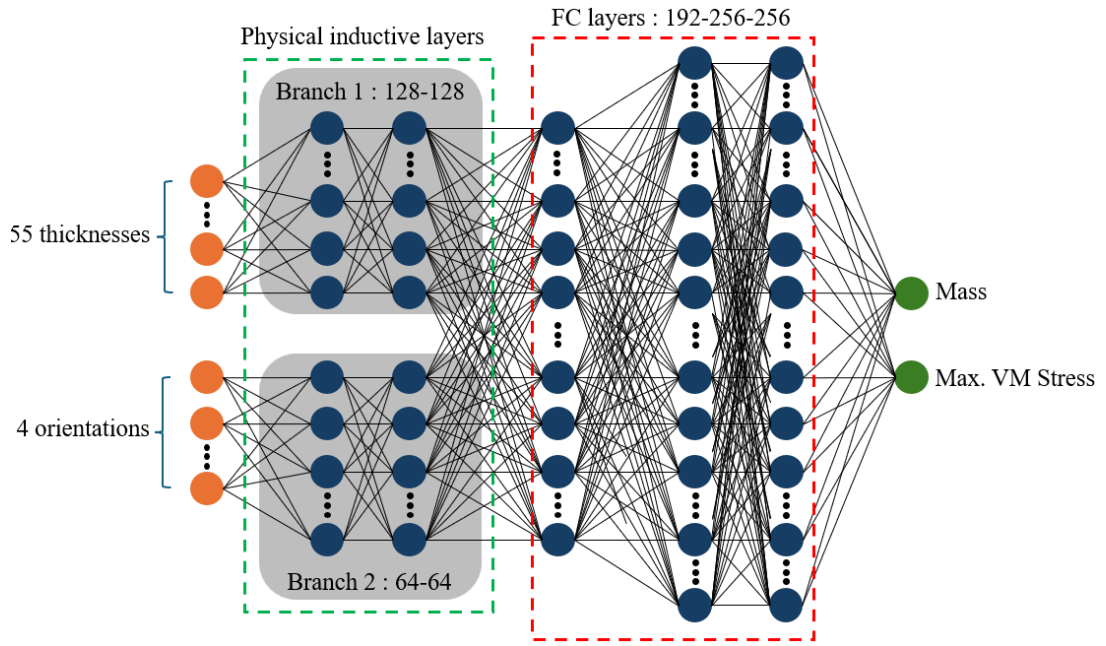 FC layers : 192-256-256
Physical inductive layers
Branch 1 : 128-128
55 thicknesses
Mass
Max. VM Stress
4 orientations
Branch 2 : 64-64